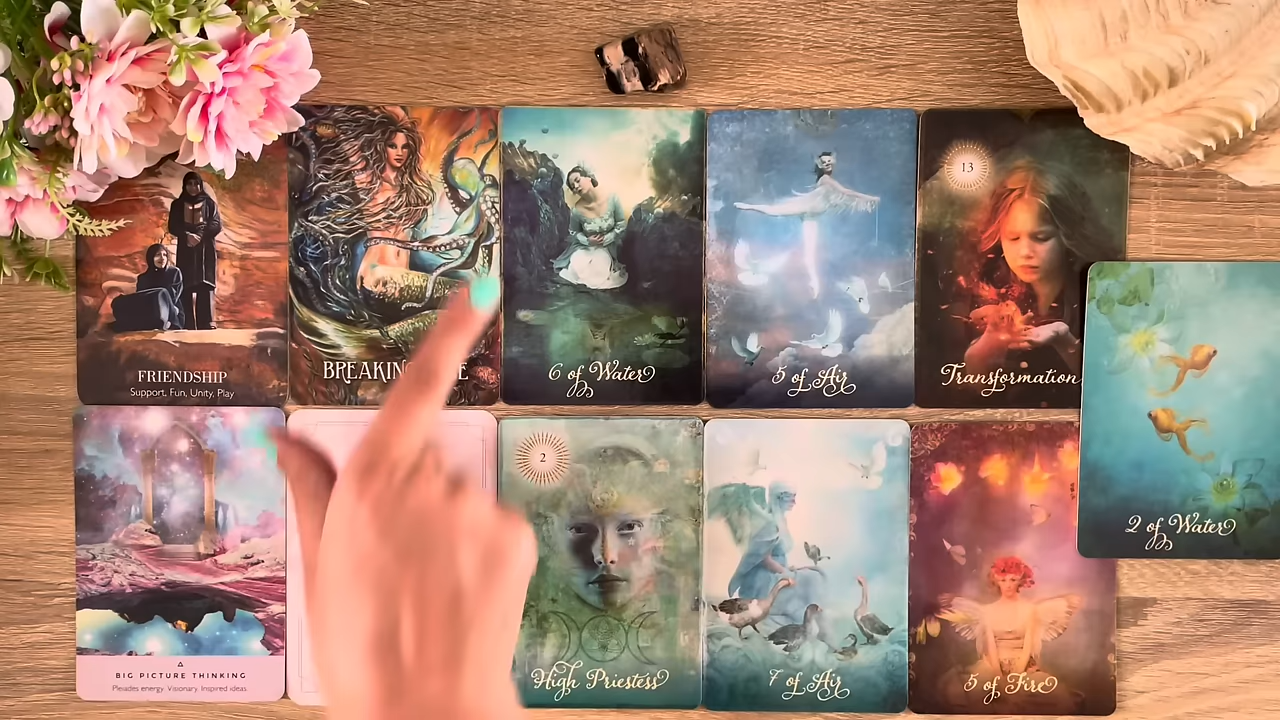 FRIENDSHIP
Support, Fun, Unity, Play
6 of Water
5 of Air
13
Transformation
2 of Water
BIG PICTURE THINKING
Pleiades energy. Visionary. Inspired ideas.
2
High Priestess
7 of Air
5 of Fire